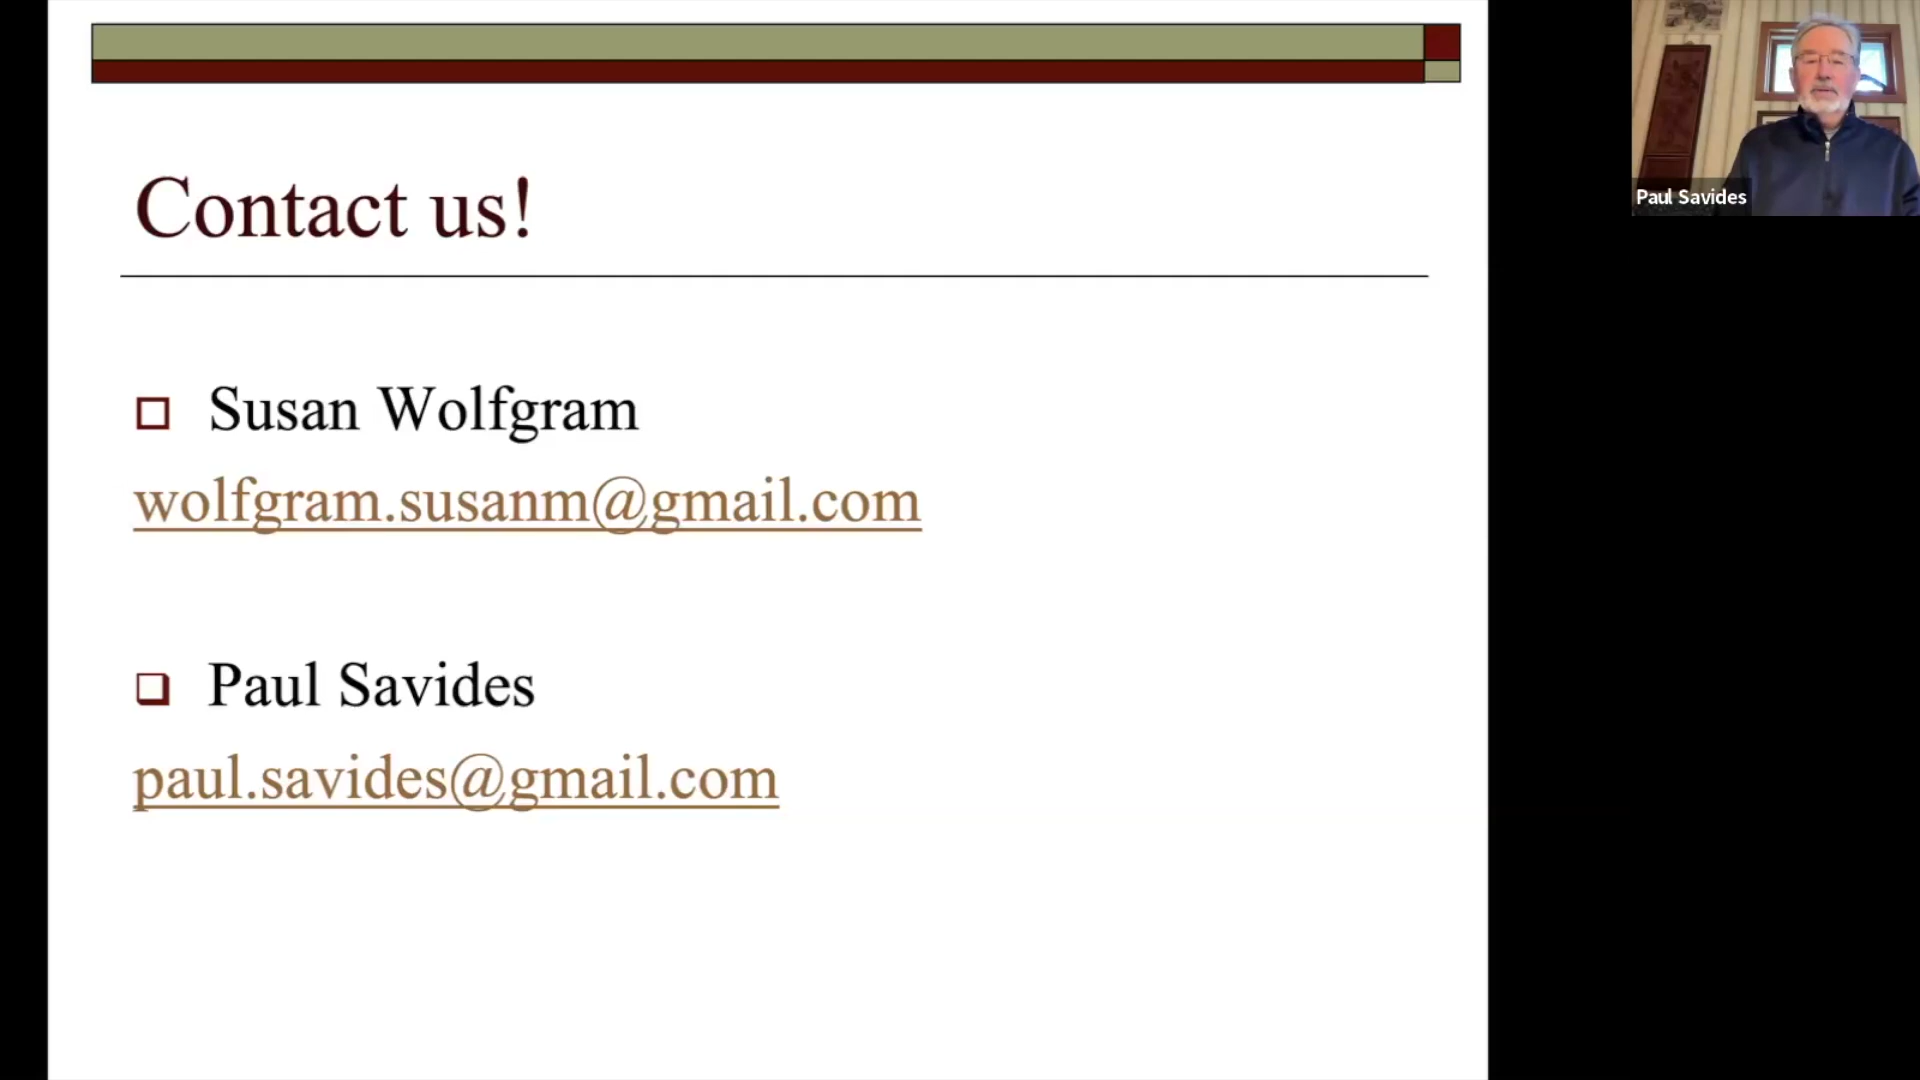 Contact us!
Susan Wolfgram
wolfgram.susanm@gmail.com
Paul Savides
paul.savides@gmail.com
Paul Savides